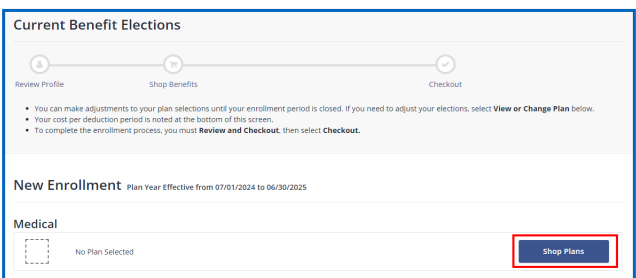 Current Benefit Elections
Review Profile
Shop Benefits
Checkout
• You can make adjustments to your plan selections until your enrollment period is closed. If you need to adjust your elections, select View or Change Plan below.
• Your cost per deduction period is noted at the bottom of this screen.
• To complete the enrollment process, you must Review and Checkout, then select Checkout.
New Enrollment Plan Year Effective from 07/01/2024 to 06/30/2025
Medical
No Plan Selected
Shop Plans